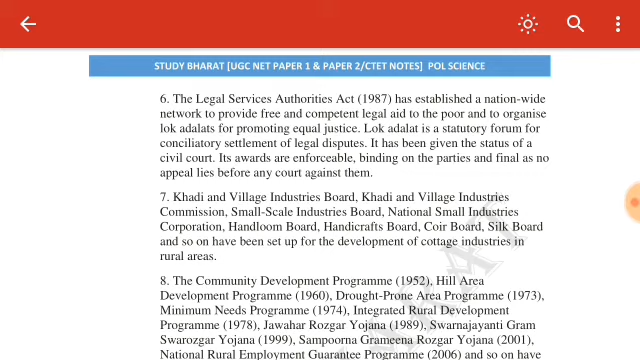 STUDY BHARAT [UGC NET PAPER 1 & PAPER 2/CTET NOTES] POL SCIENCE
6. The Legal Services Authorities Act (1987) has established a nation-wide
network to provide free and competent legal aid to the poor and to organise
lok adalats for promoting equal justice. Lok adalat is a statutory forum for
conciliatory settlement of legal disputes. It has been given the status of a
civil court. Its awards are enforceable, binding on the parties and final as no
appeal lies before any court against them.
7. Khadi and Village Industries Board, Khadi and Village Industries
Commission, Small-Scale Industries Board, National Small Industries
Corporation, Handloom Board, Handicrafts Board, Coir Board, Silk Board
and so on have been set up for the development of cottage industries in
rural areas.
8. The Community Development Programme (1952), Hill Area
Development Programme (1960), Drought-Prone Area Programme (1973),
Minimum Needs Programme (1974), Integrated Rural Development
Programme (1978), Jawahar Rozgar Yojana (1989), Swarnajayanti Gram
Swarozgar Yojana (1999), Sampoorna Grameena Rozgar Yojana (2001),
National Rural Employment Guarantee Programme (2006) and so on have